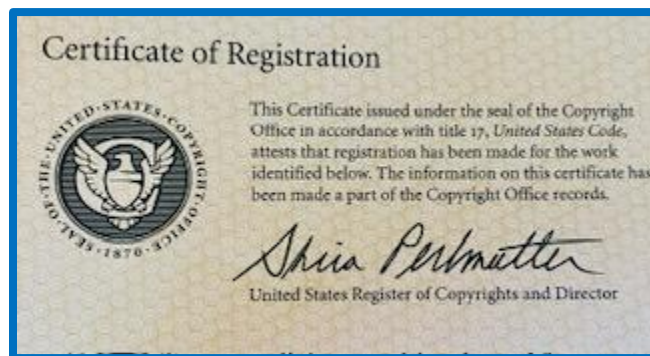 Certificate of Registration
SEAL·OF·THE·UNITED·STATES·COPYRIGHT·OFFICE·1870
This Certificate issued under the seal of the Copyright
Office in accordance with title 17, United States Code,
attests that registration has been made for the work
identified below. The information on this certificate has
been made a part of the Copyright Office records.
Shira Perlmutter
United States Register of Copyrights and Director